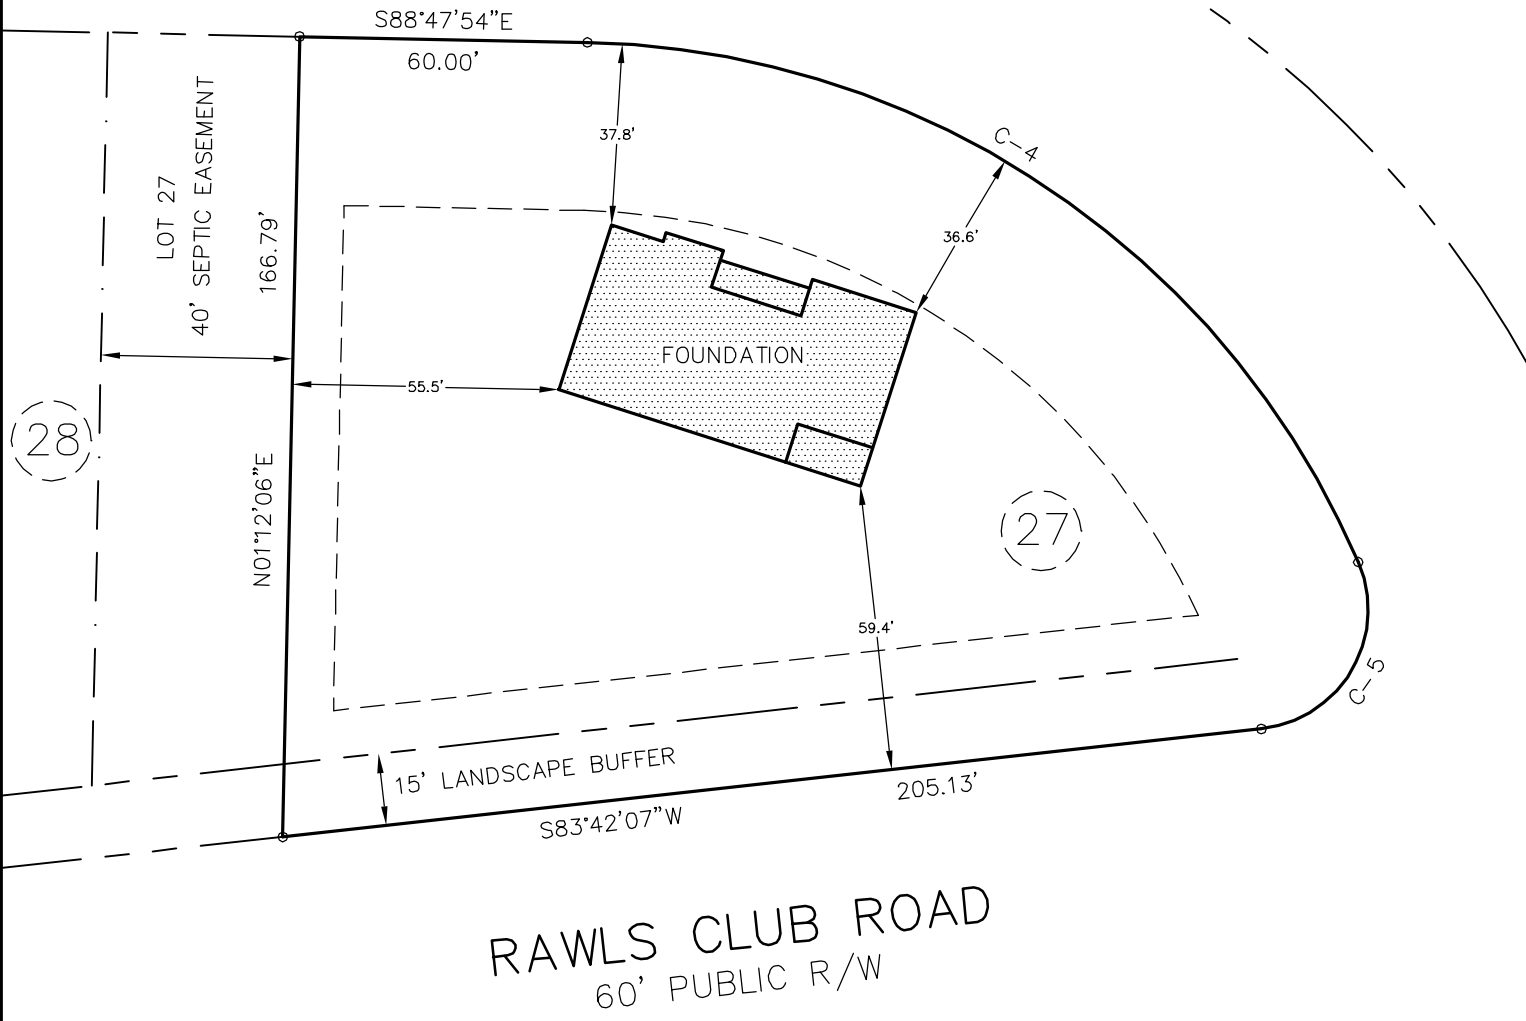 S88°47'54"E
60.00'
37.8'
C-4
LOT 27
40' SEPTIC EASEMENT
166.79'
36.6'
FOUNDATION
55.5'
28
N01°12'06"E
27
59.4'
C-5
15' LANDSCAPE BUFFER
205.13'
S83°42'07"W
RAWLS CLUB ROAD
60' PUBLIC R/W